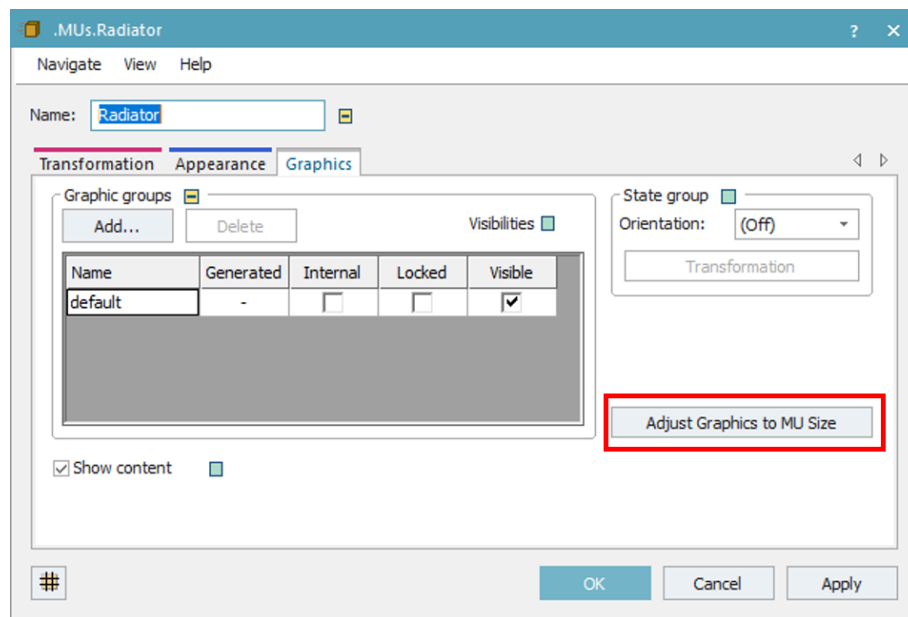 .MUs.Radiator ?
Navigate View Help
Name: Radiator
Transformation Appearance Graphics
Graphic groups
State group
Add... Delete Visibilities
Orientation: (Off)
Transformation
Name Generated Internal Locked Visible
default -
Adjust Graphics to MU Size
Show content
OK Cancel Apply